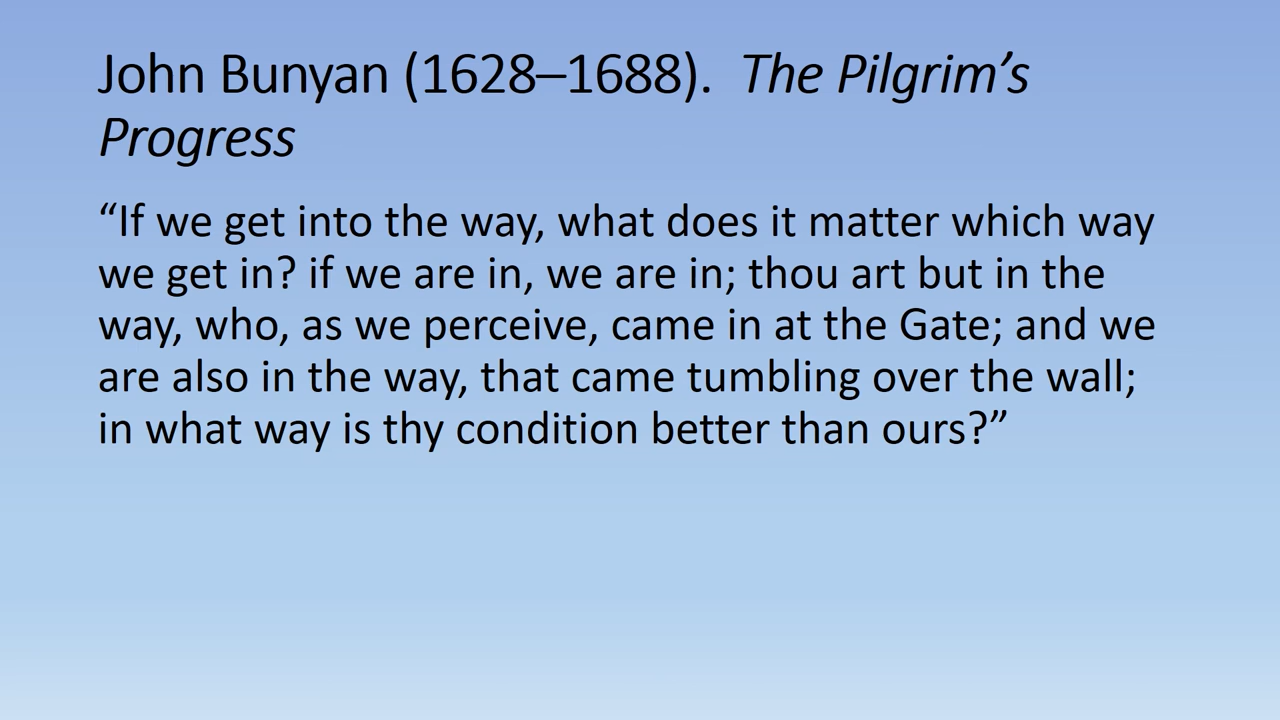 John Bunyan (1628–1688).  The Pilgrim’s
Progress
“If we get into the way, what does it matter which way
we get in? if we are in, we are in; thou art but in the
way, who, as we perceive, came in at the Gate; and we
are also in the way, that came tumbling over the wall;
in what way is thy condition better than ours?”